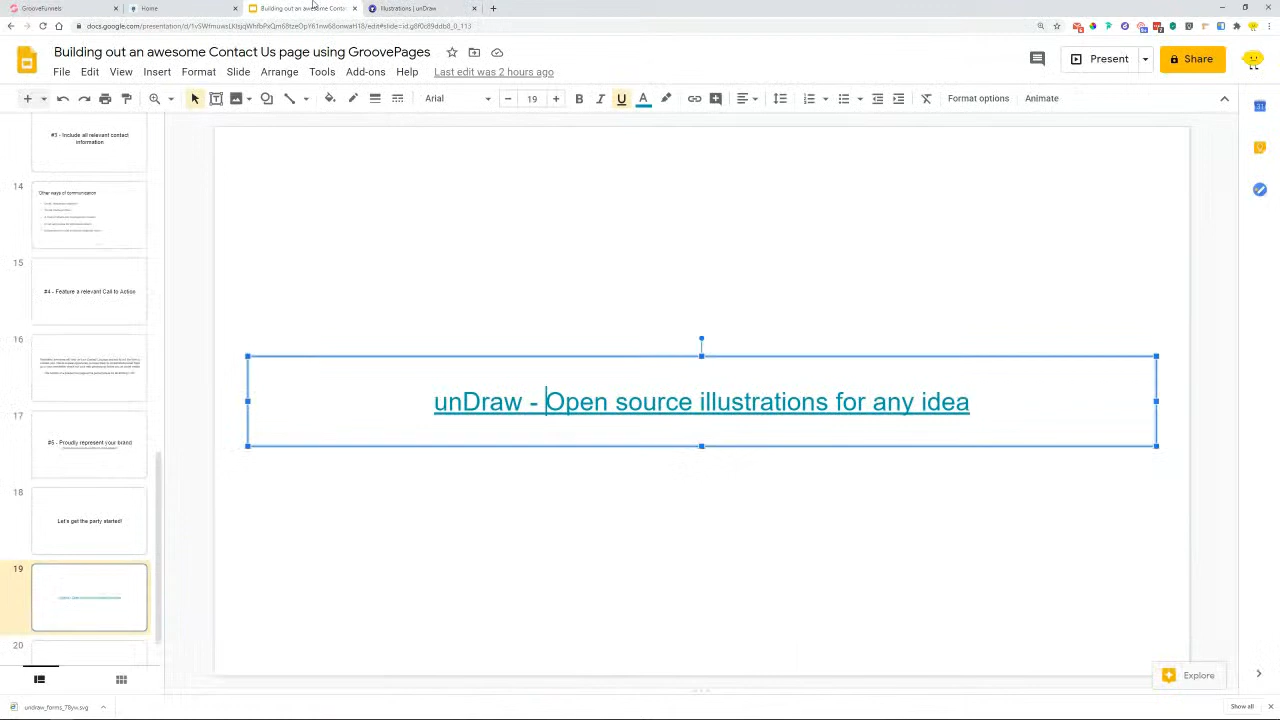 GrooveFunnels
Home
Building out an awesome Contac
Illustrations | unDraw
Building out an awesome Contact Us page using GroovePages
File Edit View Insert Format Slide Arrange Tools Add-ons Help Last edit was 2 hours ago
Present
Share
Arial
19
Format options
Animate
#3 - Include all relevant contact
information
14
Other ways of communication
15
#4 - Feature a relevant Call to Action
16
17
#5 - Proudly represent your brand
18
Let's get the party started!
19
20
unDraw - Open source illustrations for any idea
Explore
undraw_forms_78yw.svg
Show all